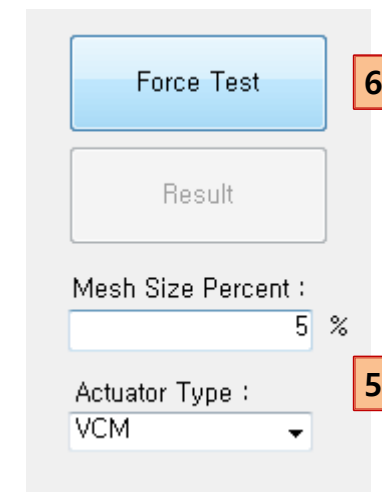 Force Test
6
Result
Mesh Size Percent :
5 %
5
Actuator Type :
VCM